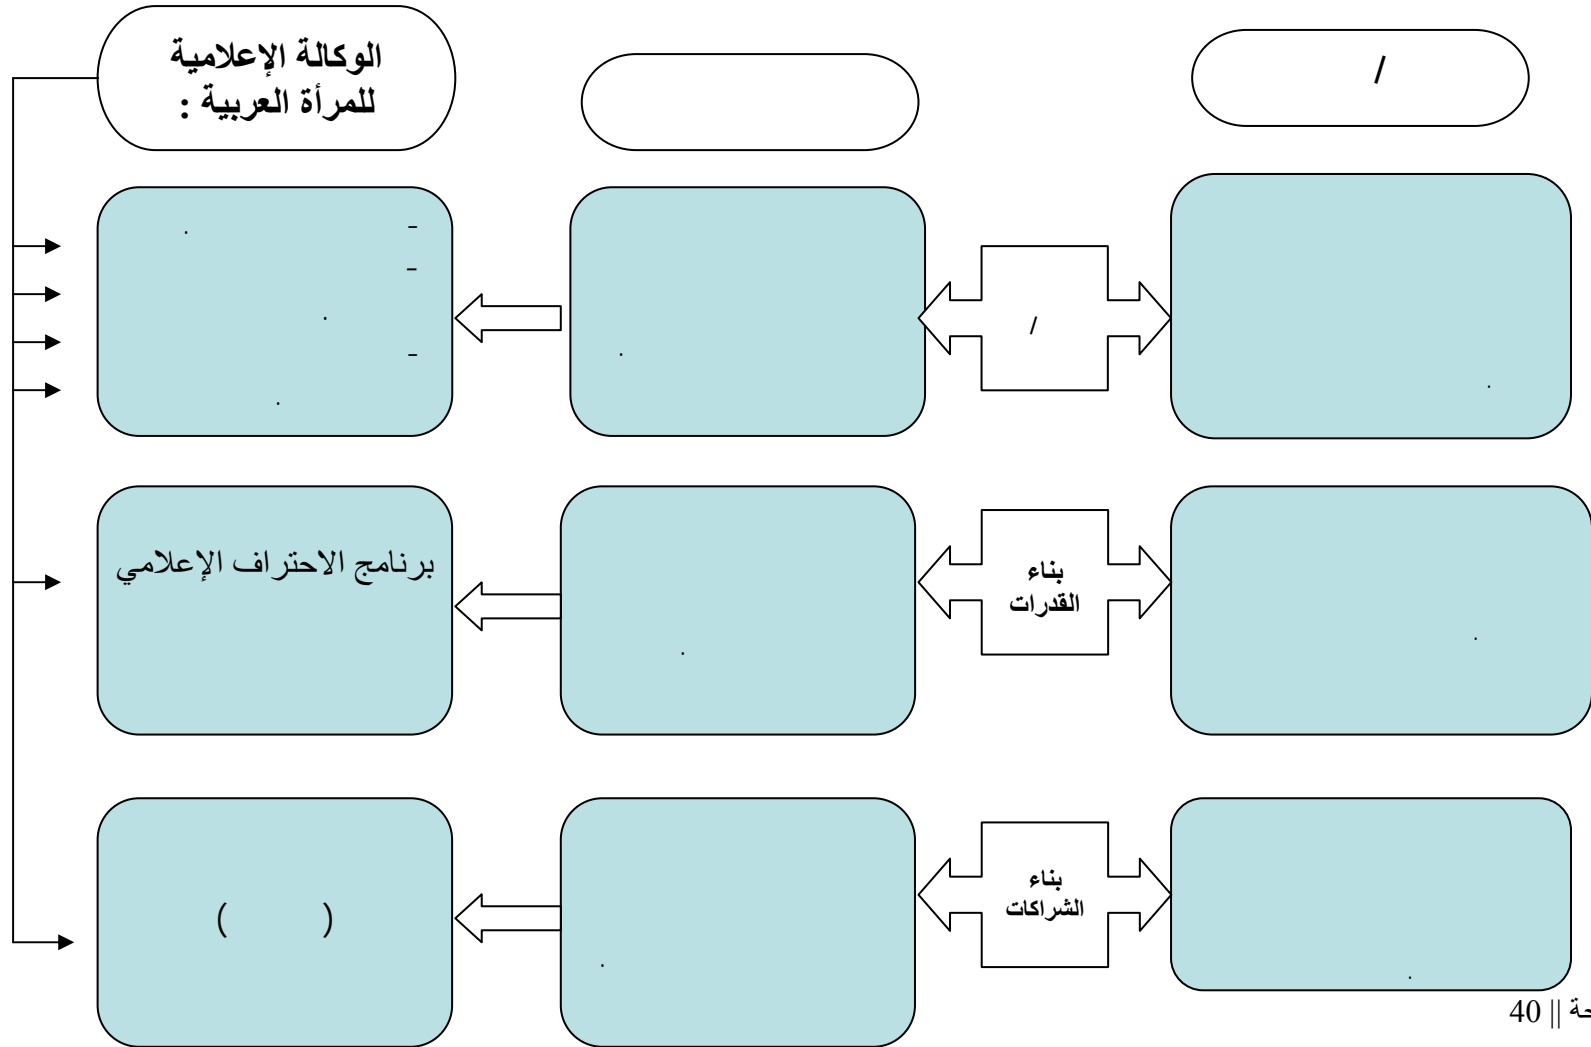 الوكالة الإعلامية
للمرأة العربية :
/
- .
-
.
-
.
/
.
.
برنامج الاحتراف الإعلامي
بناء
القدرات
.
.
( )
بناء
الشراكات
.
.
حة || 40